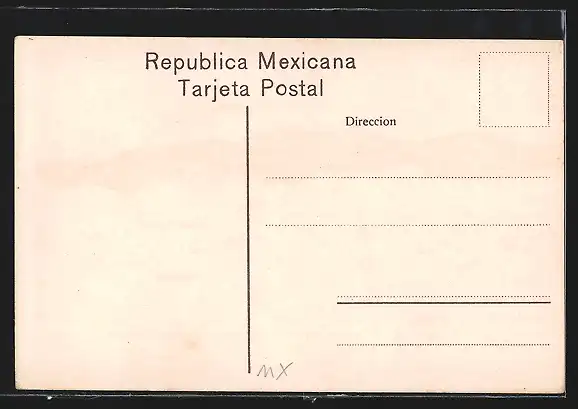 Republica Mexicana
Tarjeta Postal
Direccion
MX